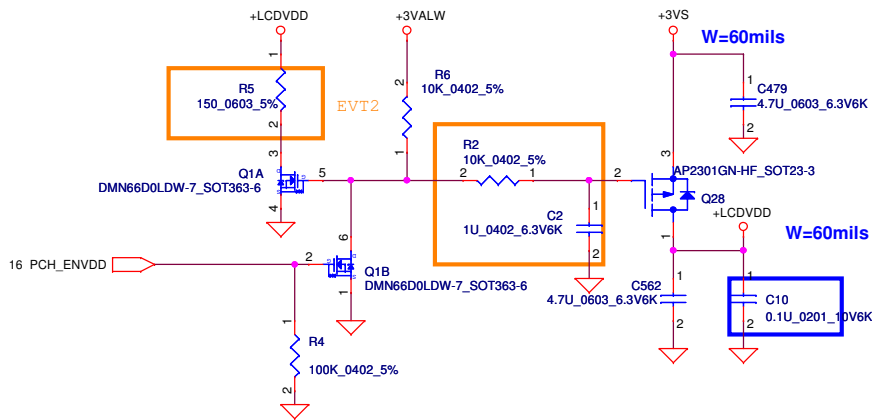 +LCDVDD
+3VALW
+3VS
W=60mils
1
R5
150_0603_5%
2
EVT2
2
R6
10K_0402_5%
1
1
C479
4.7U_0603_6.3V6K
2
3
Q1A
DMN66D0LDW-7_SOT363-6
5
4
R2
10K_0402_5%
2
1
3
AP2301GN-HF_SOT23-3
2
Q28
1
1
C2
1U_0402_6.3V6K
2
+LCDVDD
W=60mils
16 PCH_ENVDD
6
2
Q1B
DMN66D0LDW-7_SOT363-6
1
1
C562
4.7U_0603_6.3V6K
2
1
C10
0.1U_0201_10V6K
2
1
R4
100K_0402_5%
2